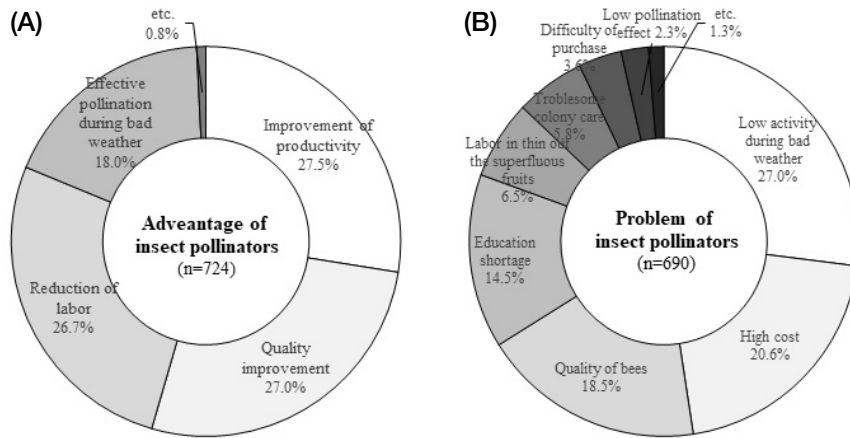 (A)
etc.
0.8%
Effective
pollination
during bad
weather
18.0%
Improvement of
productivity
27.5%
Adveantage of
insect pollinators
(n=724)
Reduction of
labor
26.7%
Quality
improvement
27.0%
(B)
Low pollination
effect 2.3%
etc.
1.3%
Difficulty of
purchase
3.6%
Troblesome
colony care
5.8%
Labor in thin out
the superfluous
fruits
6.5%
Low activity
during bad
weather
27.0%
Problem of
insect pollinators
(n=690)
Education
shortage
14.5%
High cost
20.6%
Quality of bees
18.5%